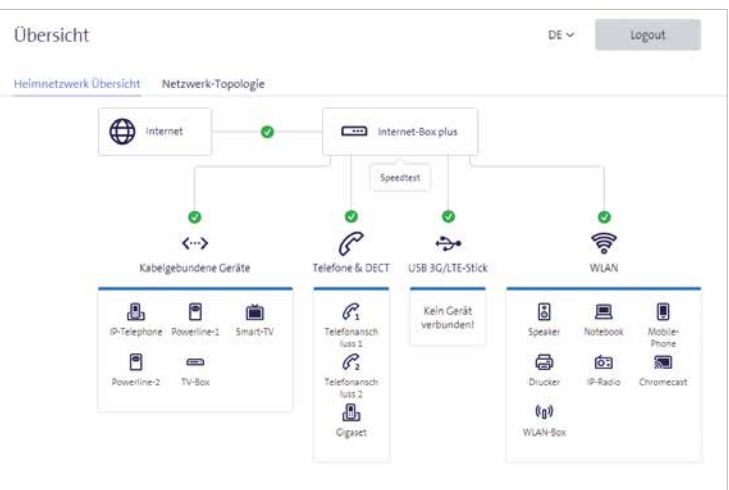 Übersicht
DE
Logout
Heimnetzwerk Übersicht
Netzwerk-Topologie
Internet
Internet-Box plus
Speedtest
Kabelgebundene Geräte
Telefone & DECT
USB 3G/LTE-Stick
WLAN
IP-Telephone
Powerline-1
Smart-TV
Powerline-2
TV-Box
1
Telefonansch
luss 1
2
Telefonansch
luss 2
Gigaset
Kein Gerät
verbunden!
Speaker
Notebook
Mobile-
Phone
Drucker
IP-Radio
Chromecast
WLAN-Box